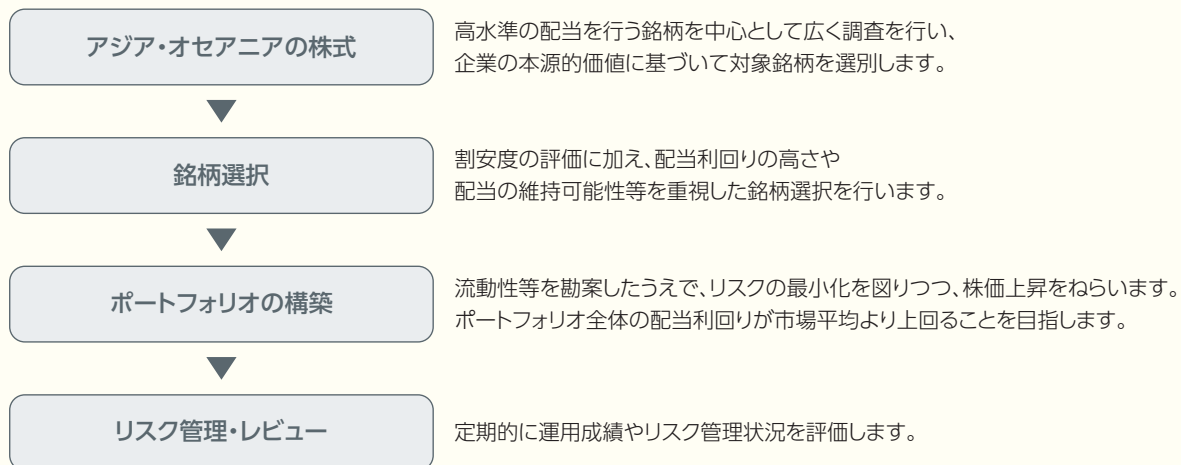 アジア・オセアニアの株式
高水準の配当を行う銘柄を中心として広く調査を行い、
企業の本源的価値に基づいて対象銘柄を選別します。
銘柄選択
割安度の評価に加え、配当利回りの高さや
配当の維持可能性等を重視した銘柄選択を行います。
ポートフォリオの構築
流動性等を勘案したうえで、リスクの最小化を図りつつ、株価上昇をねらいます。
ポートフォリオ全体の配当利回りが市場平均より上回ることを目指します。
リスク管理・レビュー
定期的に運用成績やリスク管理状況を評価します。